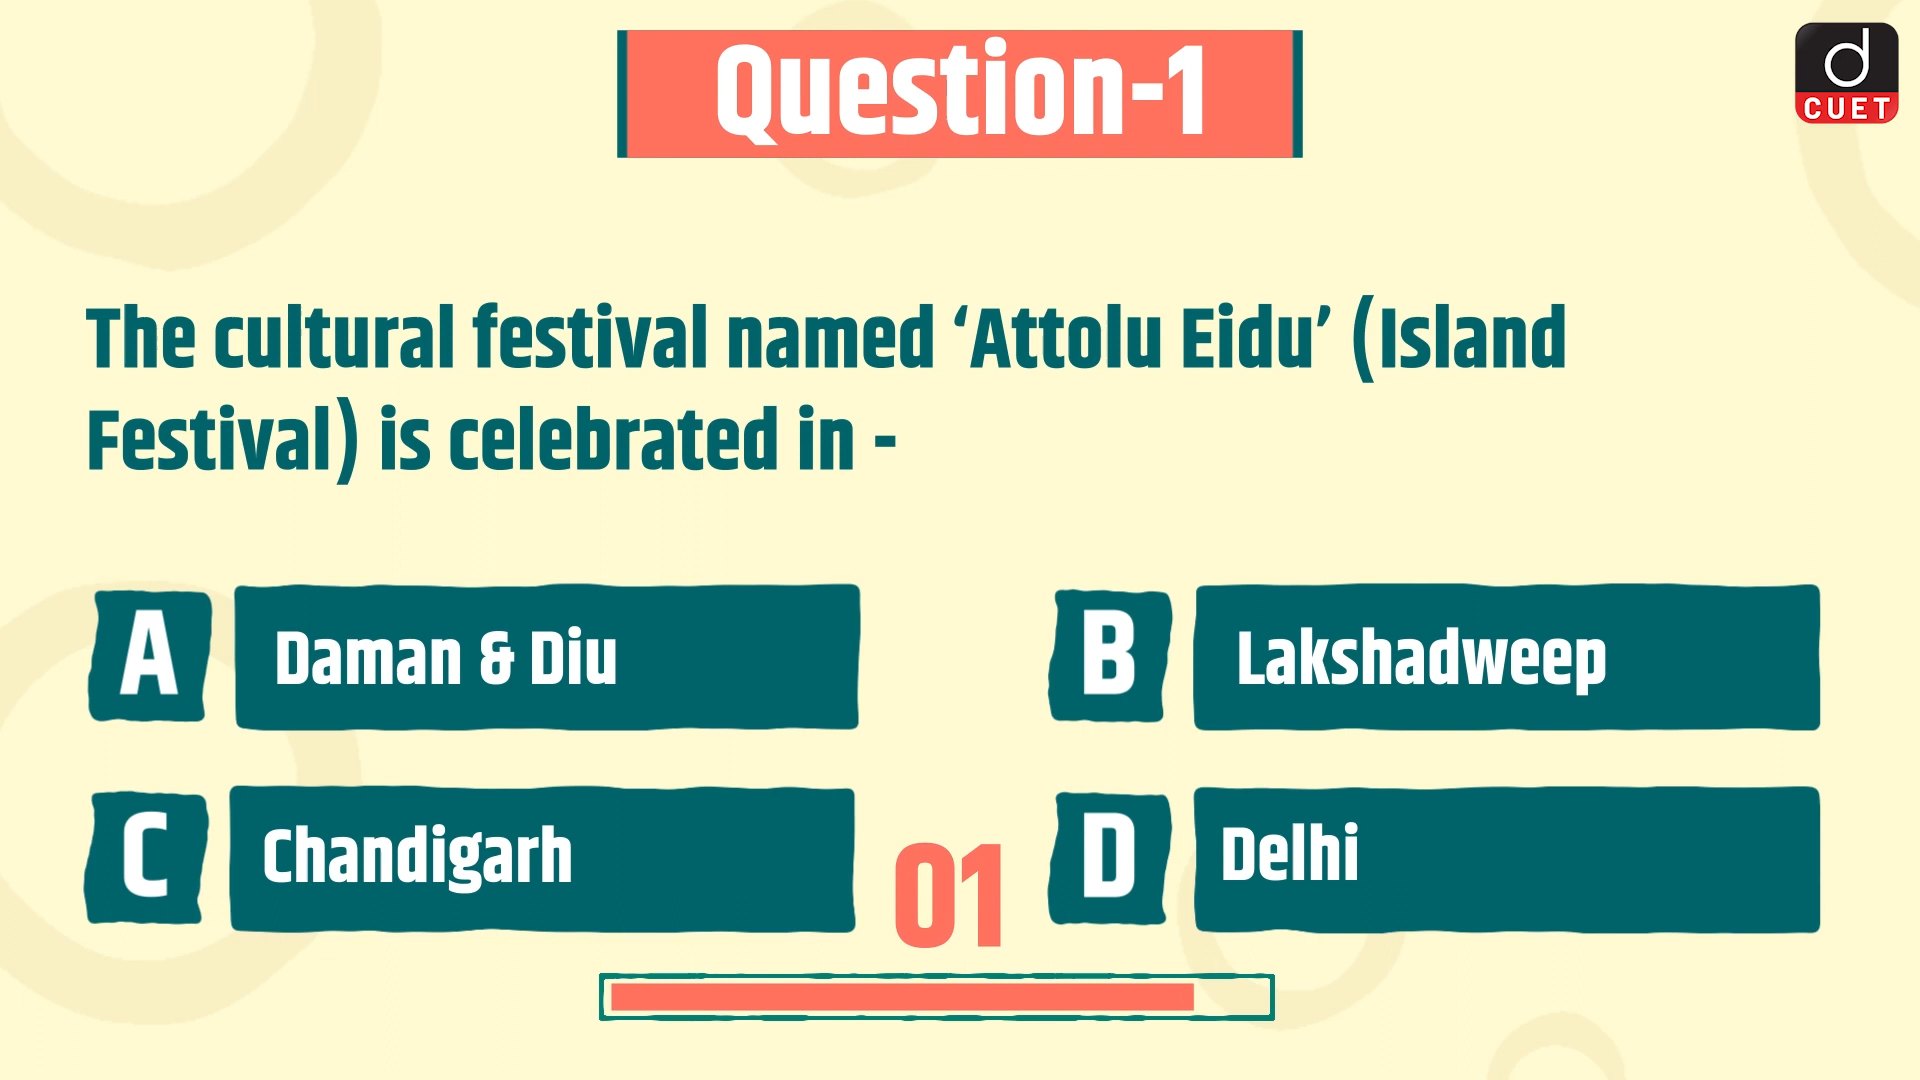 Question-1
d
CUET
The cultural festival named ‘Attolu Eidu’ (Island
Festival) is celebrated in -
A Daman & Diu
B Lakshadweep
C Chandigarh
D Delhi
01